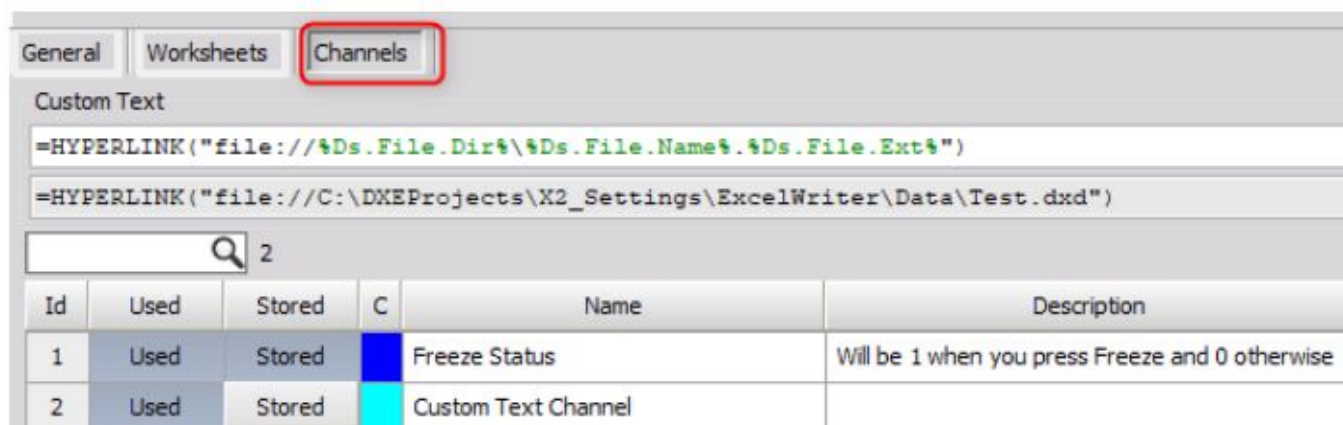 General Worksheets Channels
Custom Text
=HYPERLINK("file://%Ds.File.Dir%\%Ds.File.Name%.%Ds.File.Ext%")
=HYPERLINK("file://C:\DXEProjects\X2_Settings\ExcelWriter\Data\Test.dxd")
2
Id Used Stored C Name Description
1 Used Stored Freeze Status Will be 1 when you press Freeze and 0 otherwise
2 Used Stored Custom Text Channel